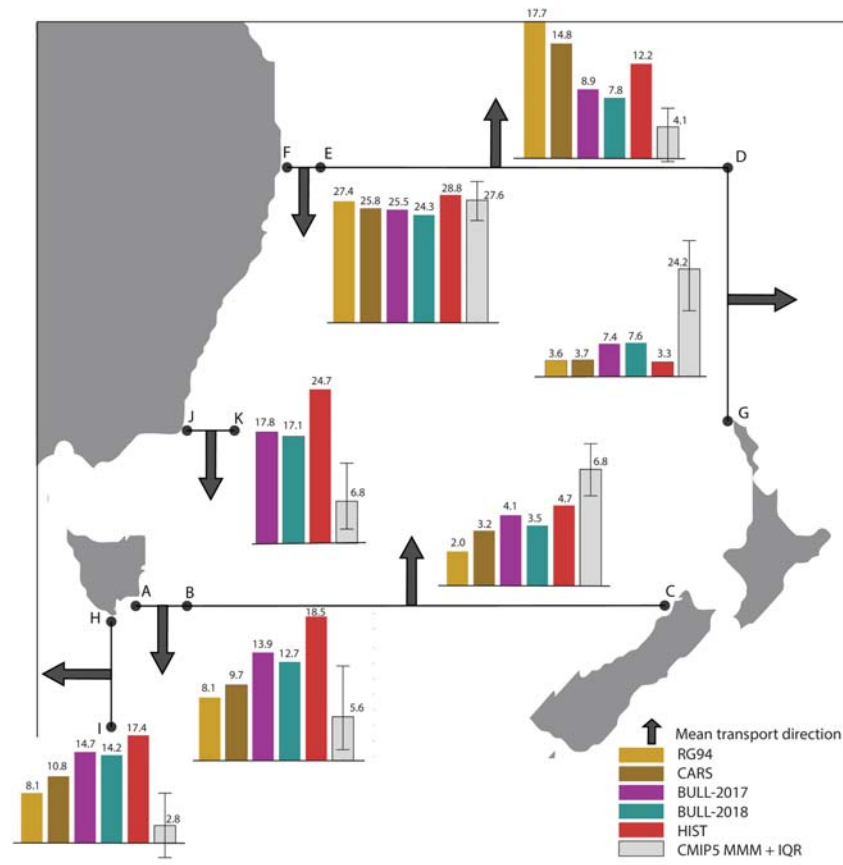 17.7
14.8
8.9
7.8
12.2
4.1
F E D
27.4 25.8 25.5 24.3 28.8 27.6
24.2
3.6 3.7 7.4 7.6 3.3
J K
17.8 17.1 24.7 6.8
G
2.0 3.2 4.1 3.5 4.7 6.8
A B C
H
8.1 9.7 13.9 12.7 18.5 5.6
I
8.1 10.8 14.7 14.2 17.4 2.8
Mean transport direction
RG94
CARS
BULL-2017
BULL-2018
HIST
CMIP5 MMM + IQR